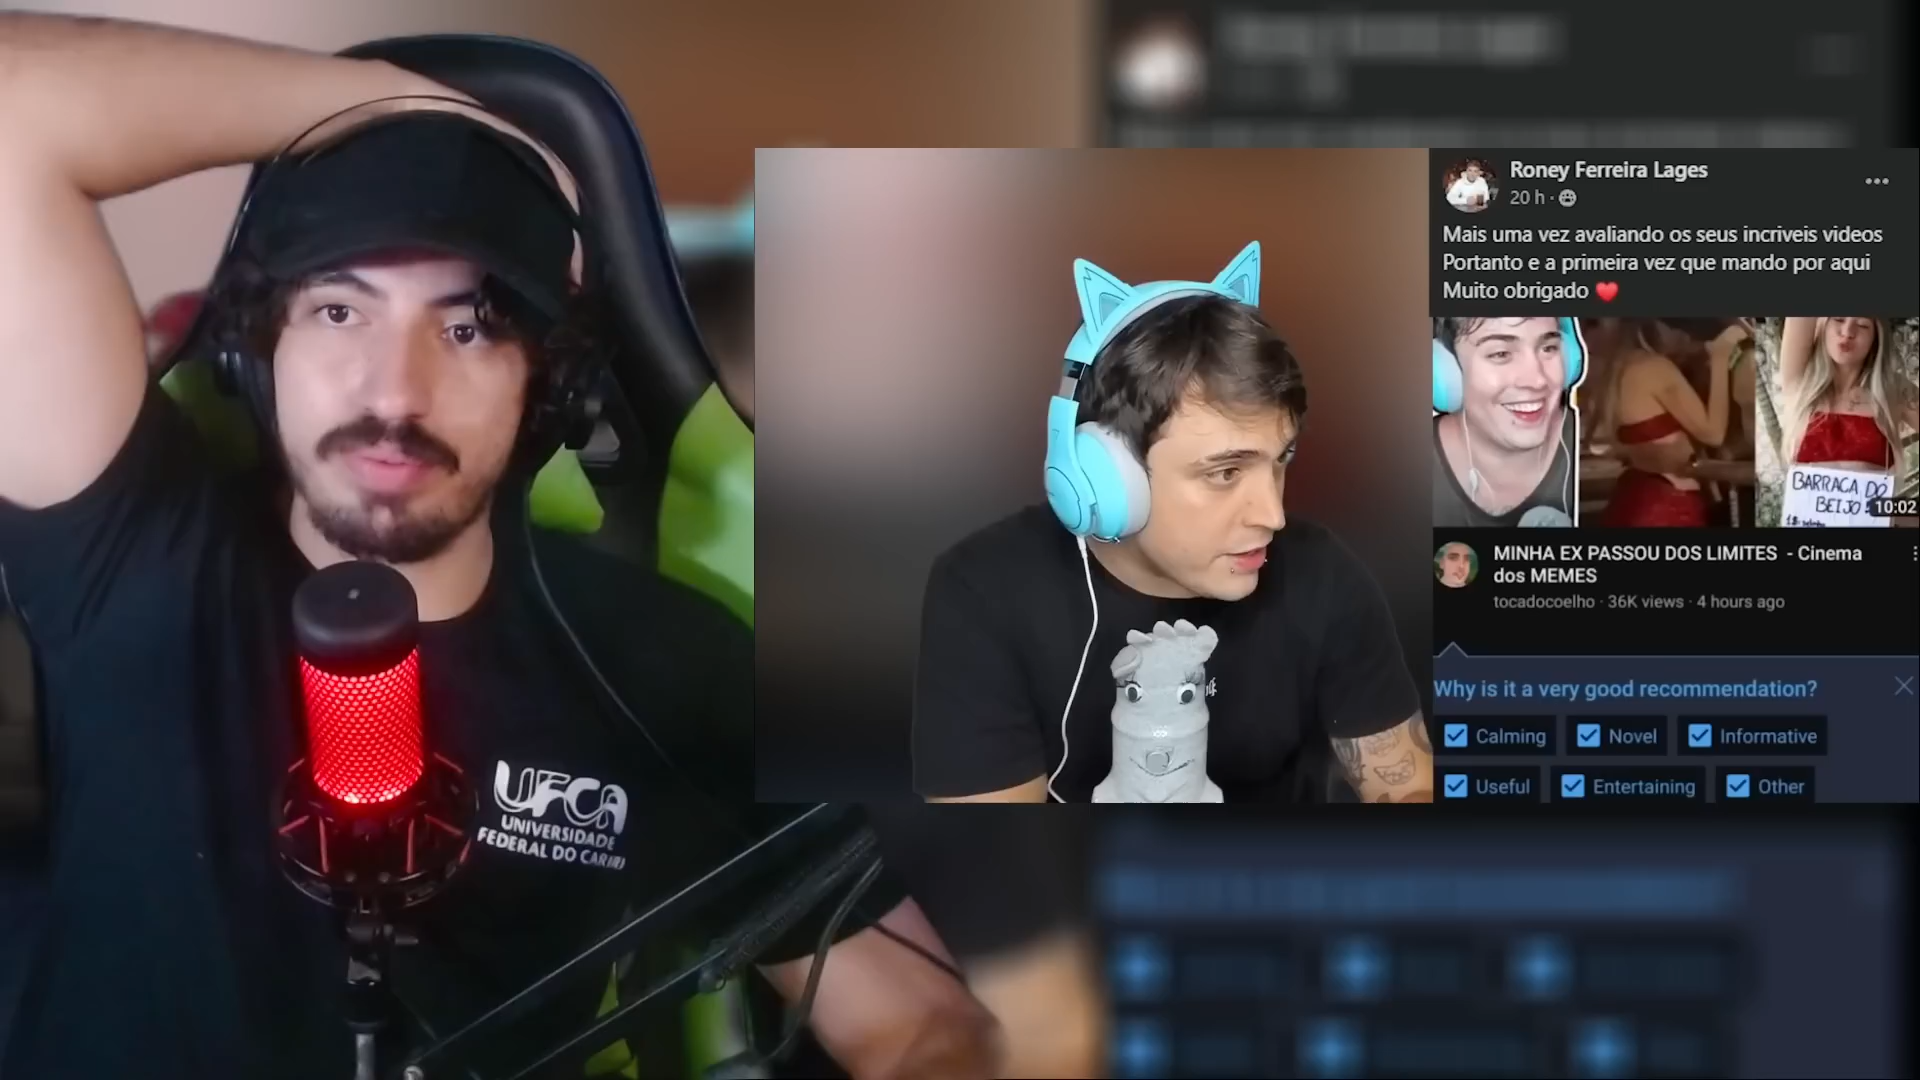 UFCA
UNIVERSIDADE
FEDERAL DO CARIRI
Roney Ferreira Lages
20 h ·
Mais uma vez avaliando os seus incriveis videos
Portanto e a primeira vez que mando por aqui
Muito obrigado ❤️
BARRACA DO
BEIJO
10:02
MINHA EX PASSOU DOS LIMITES - Cinema
dos MEMES
tocadocoelho · 36K views · 4 hours ago
Why is it a very good recommendation?
Calming Novel Informative
Useful Entertaining Other